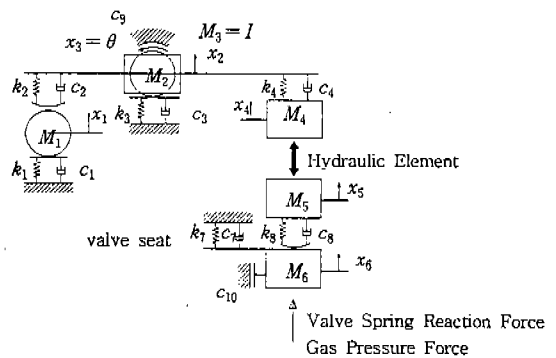 c₉
x₃ = θ
M₃ = I
x₂
M₂
k₂
c₂
k₃
c₃
k₄
c₄
x₄
M₄
x₁
M₁
k₁
c₁
Hydraulic Element
M₅
x₅
valve seat
k₇
c₇
k₈
c₈
M₆
x₆
c₁₀
Valve Spring Reaction Force
Gas Pressure Force